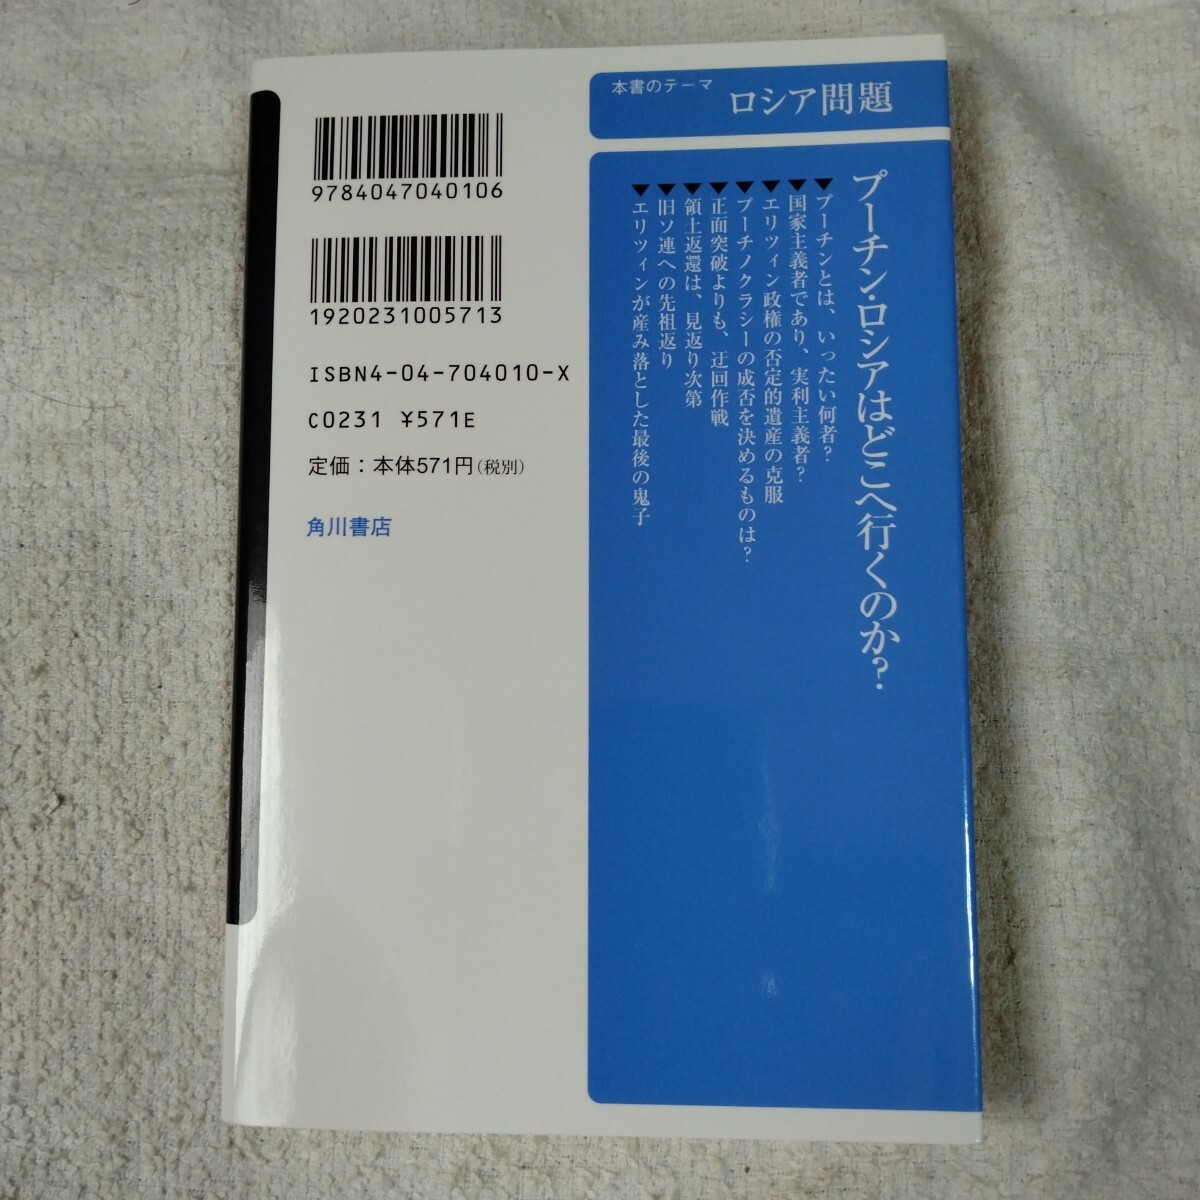 本書のテーマ
ロシア問題
プーチン・ロシアはどこへ行くのか?
▼プーチンとは、いったい何者?
▼国家主義者であり、実利主義者?
▼エリツィン政権の否定的遺産の克服
▼プーチノクラシーの成否を決めるものは?
▼正面突破よりも、迂回作戦
▼領土返還は、見返り次第
▼旧ソ連への先祖返り
▼エリツィンが産み落とした最後の鬼子
9784047040106
1920231005713
ISBN4-04-704010-X
C0231 ¥571E
定価:本体571円(税別)
角川書店